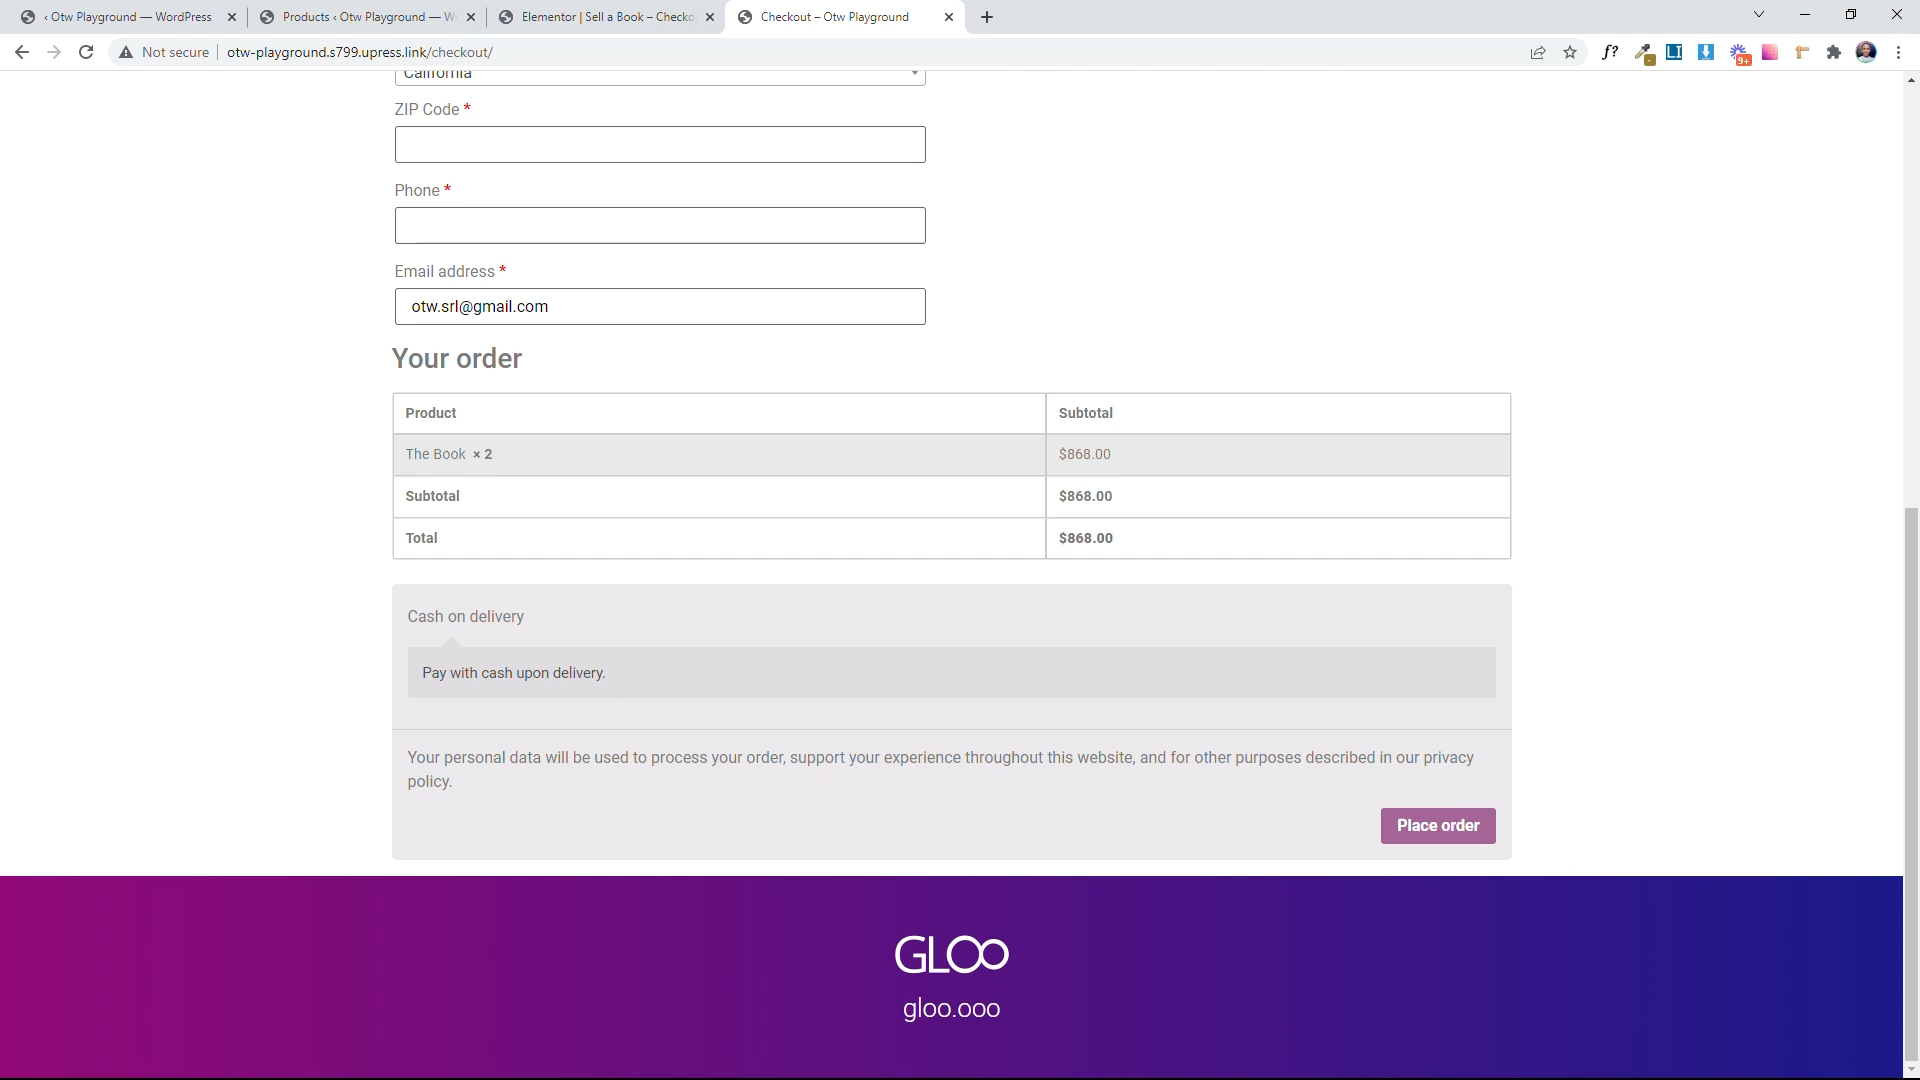 ‹ Otw Playground — WordPress
Products ‹ Otw Playground — W
Elementor | Sell a Book – Checko
Checkout – Otw Playground
Not secure
otw-playground.s799.upress.link/checkout/
f?
LI
9+
California
ZIP Code *
Phone *
Email address *
otw.srl@gmail.com
Your order
Product
Subtotal
The Book × 2
$868.00
Subtotal
$868.00
Total
$868.00
Cash on delivery
Pay with cash upon delivery.
Your personal data will be used to process your order, support your experience throughout this website, and for other purposes described in our privacy
policy.
Place order
GLOO
gloo.ooo